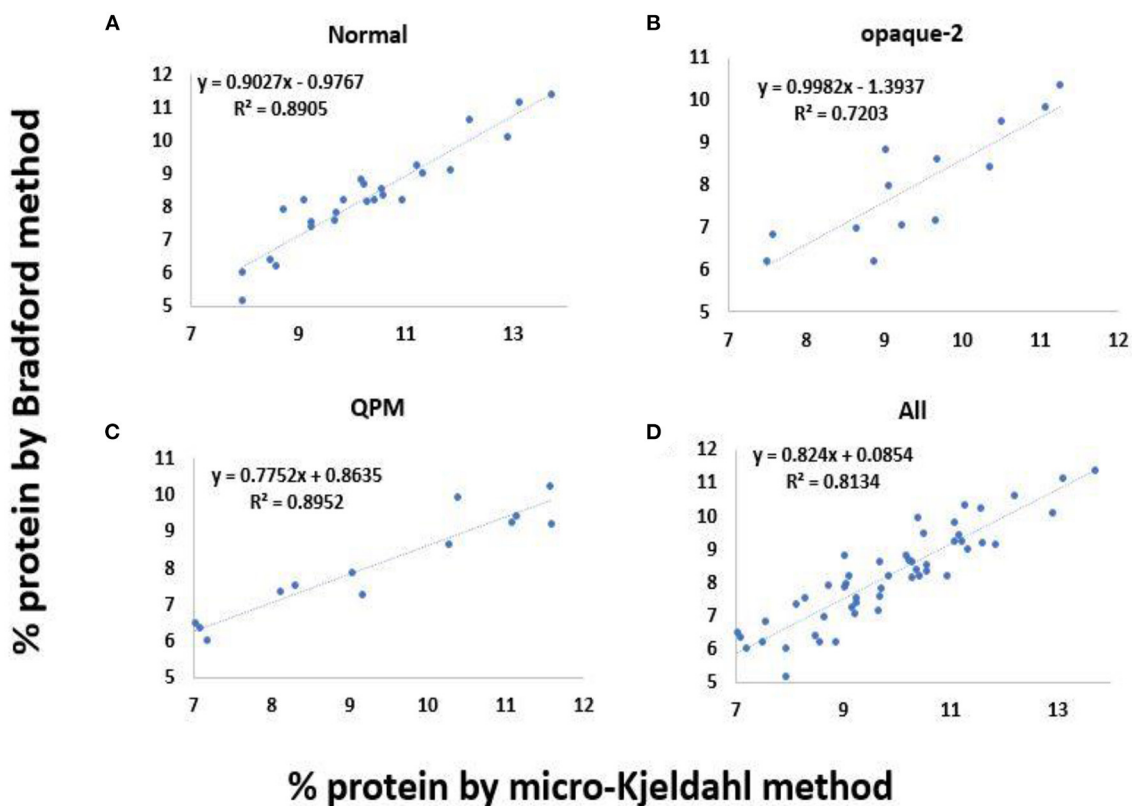 % protein by Bradford method
A
Normal
y = 0.9027x - 0.9767
R² = 0.8905
12
11
10
9
8
7
6
5
7 9 11 13
B
opaque-2
y = 0.9982x - 1.3937
R² = 0.7203
11
10
9
8
7
6
5
7 8 9 10 11 12
C
QPM
y = 0.7752x + 0.8635
R² = 0.8952
11
10
9
8
7
6
5
7 8 9 10 11 12
D
All
y = 0.824x + 0.0854
R² = 0.8134
12
11
10
9
8
7
6
5
7 9 11 13
% protein by micro-Kjeldahl method